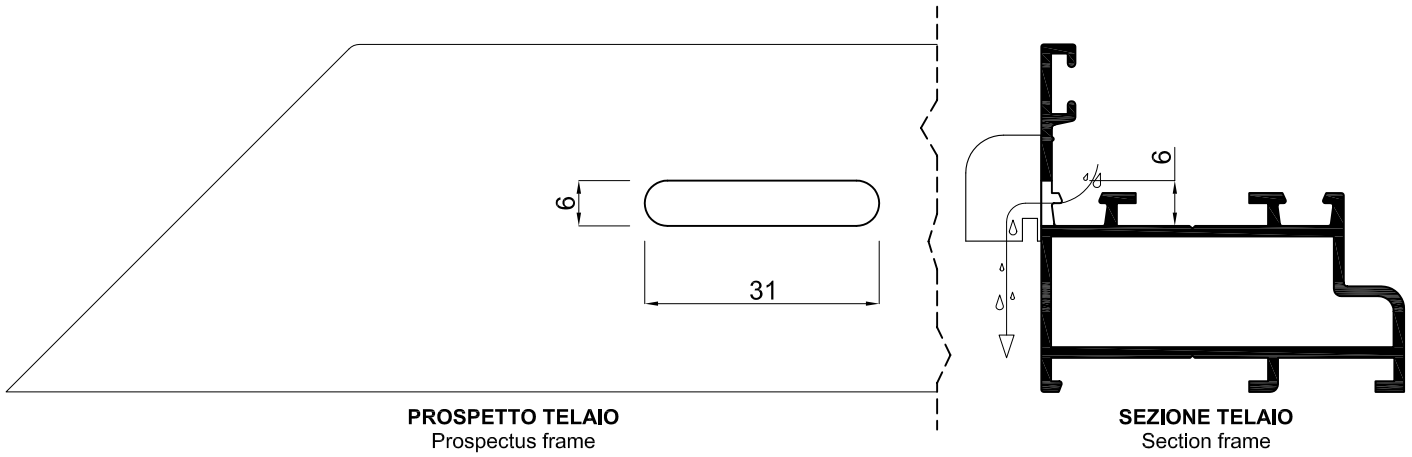 6
31
6
PROSPETTO TELAIO
Prospectus frame
SEZIONE TELAIO
Section frame